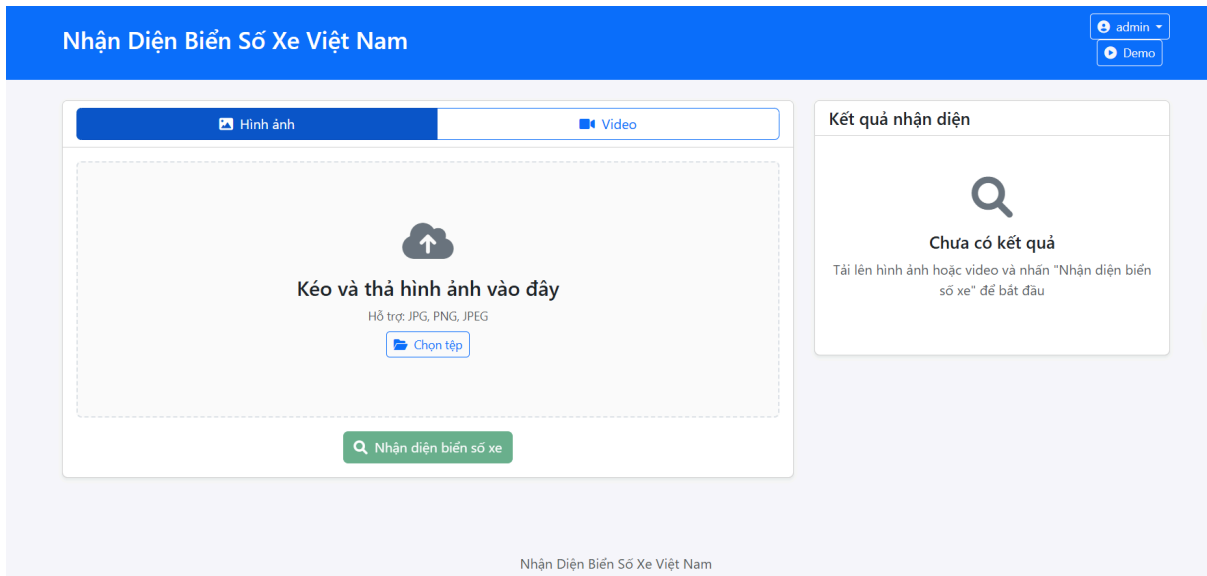 Nhận Diện Biển Số Xe Việt Nam
admin
Demo
Hình ảnh
Video
Kéo và thả hình ảnh vào đây
Hỗ trợ: JPG, PNG, JPEG
Chọn tệp
Nhận diện biển số xe
Kết quả nhận diện
Chưa có kết quả
Tải lên hình ảnh hoặc video và nhấn "Nhận diện biển
số xe" để bắt đầu
Nhận Diện Biển Số Xe Việt Nam